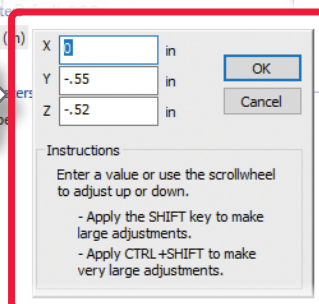 (in)
X 0 in
OK
Y -.55 in
Cancel
Z -.52 in
Instructions
Enter a value or use the scrollwheel
to adjust up or down.
- Apply the SHIFT key to make
large adjustments.
- Apply CTRL+SHIFT to make
very large adjustments.